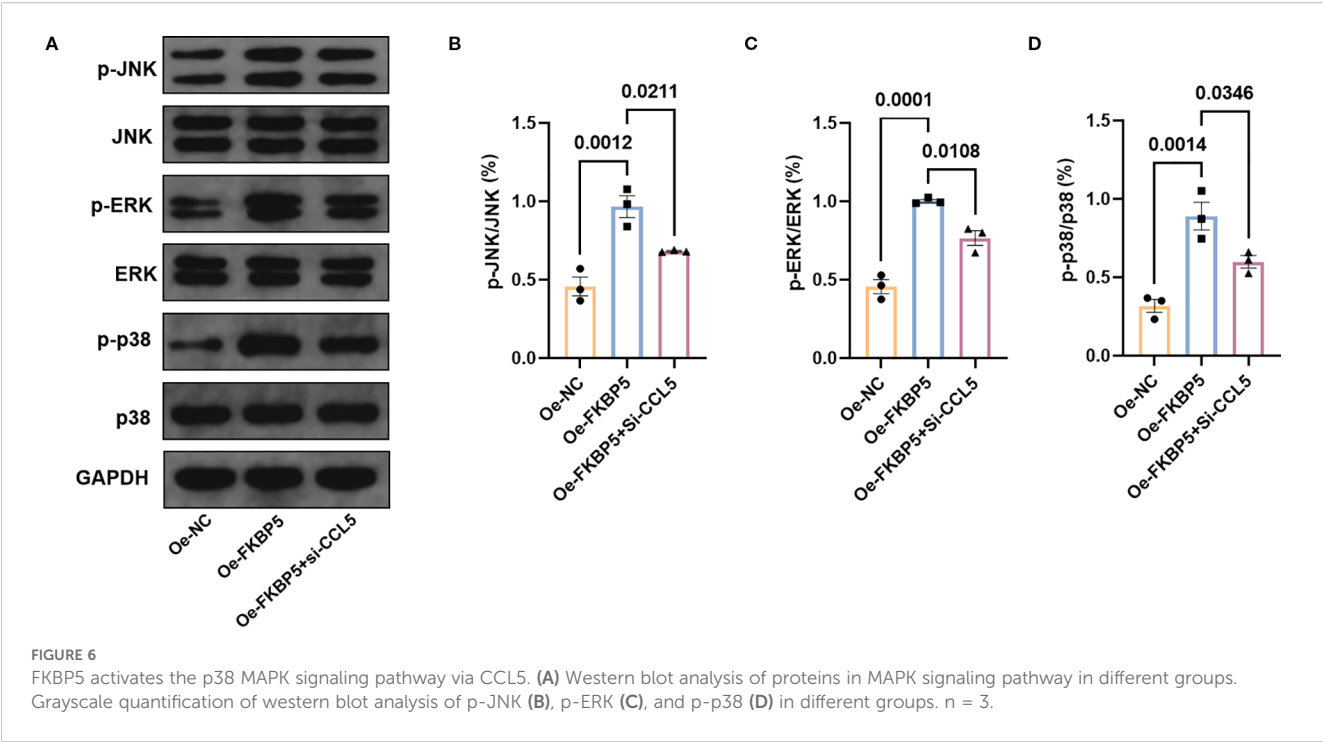 A
p-JNK
JNK
p-ERK
ERK
p-p38
p38
GAPDH
Oe-NC
Oe-FKBP5
Oe-FKBP5+si-CCL5
B
0.0211
0.0012
1.5
1.0
0.5
0.0
p-JNK/JNK (%)
Oe-NC
Oe-FKBP5
Oe-FKBP5+Si-CCL5
C
0.0001
0.0108
1.5
1.0
0.5
0.0
p-ERK/ERK (%)
Oe-NC
Oe-FKBP5
Oe-FKBP5+Si-CCL5
D
0.0346
0.0014
1.5
1.0
0.5
0.0
p-p38/p38 (%)
Oe-NC
Oe-FKBP5
Oe-FKBP5+Si-CCL5
FIGURE 6
FKBP5 activates the p38 MAPK signaling pathway via CCL5. (A) Western blot analysis of proteins in MAPK signaling pathway in different groups.
Grayscale quantification of western blot analysis of p-JNK (B), p-ERK (C), and p-p38 (D) in different groups. n = 3.